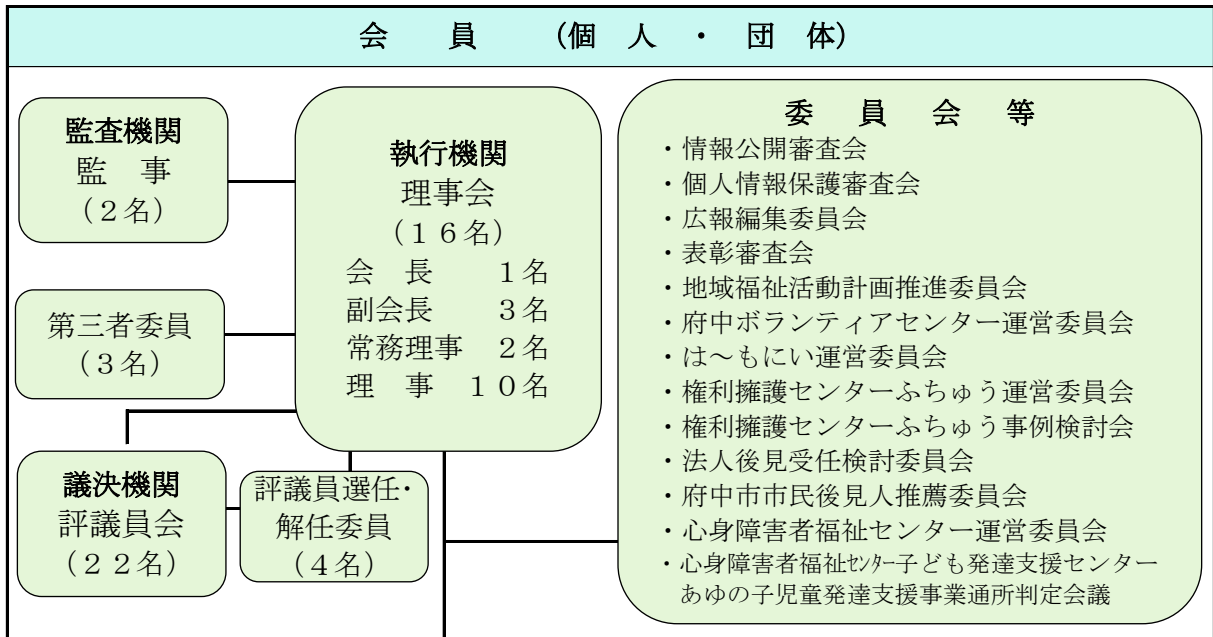 会　員　（個　人　・　団　体）
監査機関
監　事
（２名）
第三者委員
（３名）
執行機関
理事会
（１６名）
会　長　　１名
副会長　　３名
常務理事　２名
理　事　１０名
議決機関
評議員会
（２２名）
評議員選任・
解任委員
（４名）
委　員　会　等
・情報公開審査会
・個人情報保護審査会
・広報編集委員会
・表彰審査会
・地域福祉活動計画推進委員会
・府中ボランティアセンター運営委員会
・は～もにい運営委員会
・権利擁護センターふちゅう運営委員会
・権利擁護センターふちゅう事例検討会
・法人後見受任検討委員会
・府中市市民後見人推薦委員会
・心身障害者福祉センター運営委員会
・心身障害者福祉ｾﾝﾀｰ子ども発達支援センター
あゆの子児童発達支援事業通所判定会議